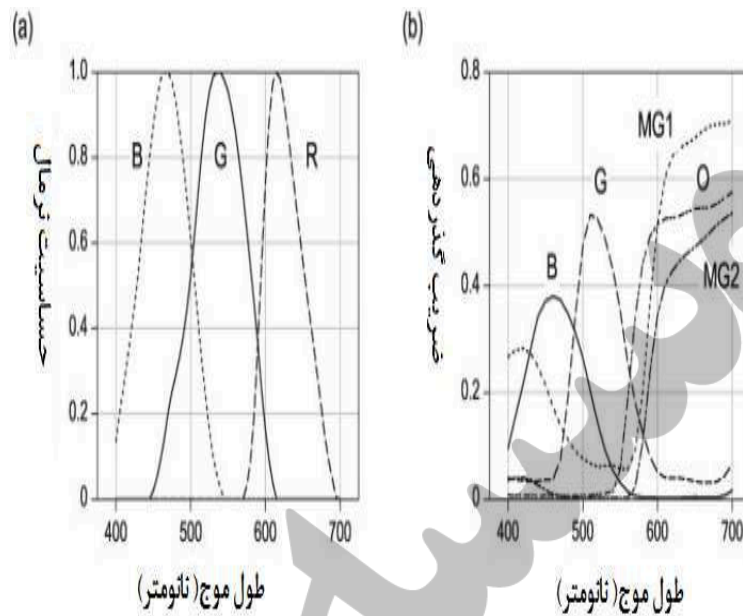 (a)
1.0
0.8
0.6
0.4
0.2
0
B
G
R
400
500
600
700
حساسیت نرمال
طول موج( نانومتر)
(b)
0.8
0.6
0.4
0.2
0
MG1
G
O
B
MG2
400
500
600
700
ضریب گذردهی
طول موج( نانومتر)